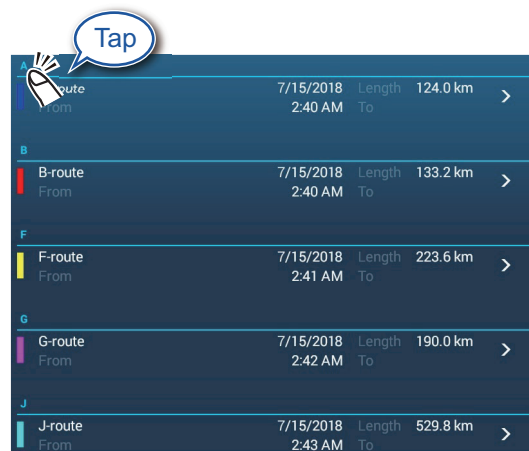 Tap
A
route
7/15/2018 Length 124.0 km
From 2:40 AM To
B
B-route 7/15/2018 Length 133.2 km
From 2:40 AM To
F
F-route 7/15/2018 Length 223.6 km
From 2:41 AM To
G
G-route 7/15/2018 Length 190.0 km
From 2:42 AM To
J
J-route 7/15/2018 Length 529.8 km
From 2:43 AM To